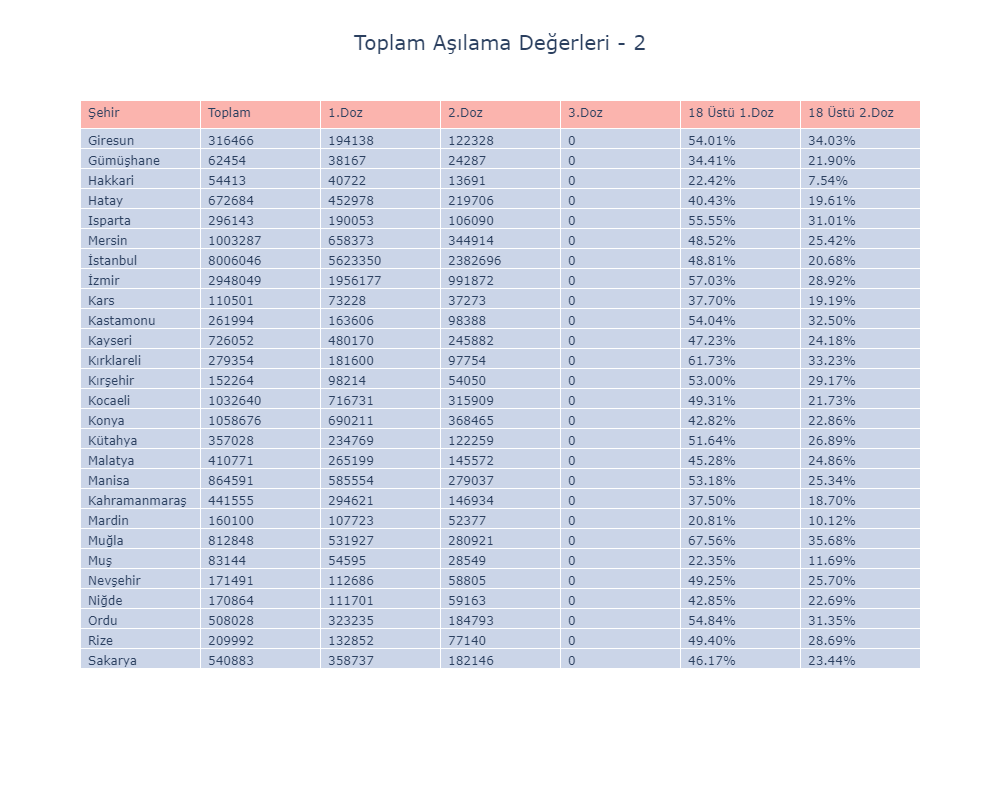 Toplam Aşılama Değerleri - 2
Şehir Toplam 1.Doz 2.Doz 3.Doz 18 Üstü 1.Doz 18 Üstü 2.Doz
Giresun 316466 194138 122328 0 54.01% 34.03%
Gümüşhane 62454 38167 24287 0 34.41% 21.90%
Hakkari 54413 40722 13691 0 22.42% 7.54%
Hatay 672684 452978 219706 0 40.43% 19.61%
Isparta 296143 190053 106090 0 55.55% 31.01%
Mersin 1003287 658373 344914 0 48.52% 25.42%
İstanbul 8006046 5623350 2382696 0 48.81% 20.68%
İzmir 2948049 1956177 991872 0 57.03% 28.92%
Kars 110501 73228 37273 0 37.70% 19.19%
Kastamonu 261994 163606 98388 0 54.04% 32.50%
Kayseri 726052 480170 245882 0 47.23% 24.18%
Kırklareli 279354 181600 97754 0 61.73% 33.23%
Kırşehir 152264 98214 54050 0 53.00% 29.17%
Kocaeli 1032640 716731 315909 0 49.31% 21.73%
Konya 1058676 690211 368465 0 42.82% 22.86%
Kütahya 357028 234769 122259 0 51.64% 26.89%
Malatya 410771 265199 145572 0 45.28% 24.86%
Manisa 864591 585554 279037 0 53.18% 25.34%
Kahramanmaraş 441555 294621 146934 0 37.50% 18.70%
Mardin 160100 107723 52377 0 20.81% 10.12%
Muğla 812848 531927 280921 0 67.56% 35.68%
Muş 83144 54595 28549 0 22.35% 11.69%
Nevşehir 171491 112686 58805 0 49.25% 25.70%
Niğde 170864 111701 59163 0 42.85% 22.69%
Ordu 508028 323235 184793 0 54.84% 31.35%
Rize 209992 132852 77140 0 49.40% 28.69%
Sakarya 540883 358737 182146 0 46.17% 23.44%